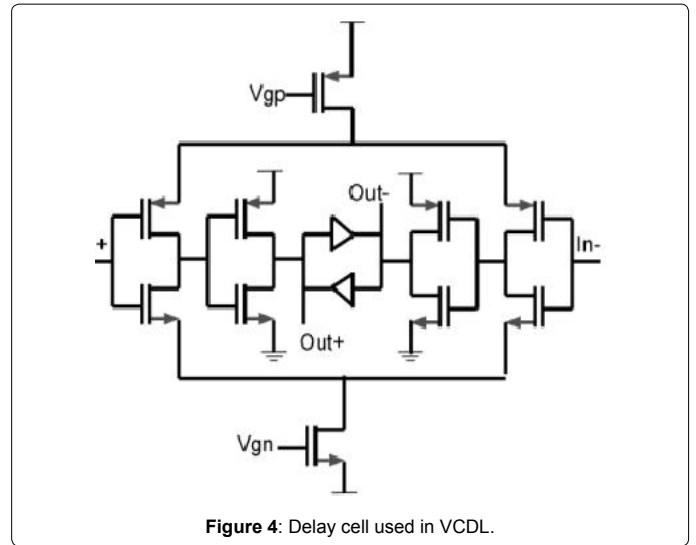 Vgp
Out-
+
In-
Out+
Vgn
Figure 4: Delay cell used in VCDL.